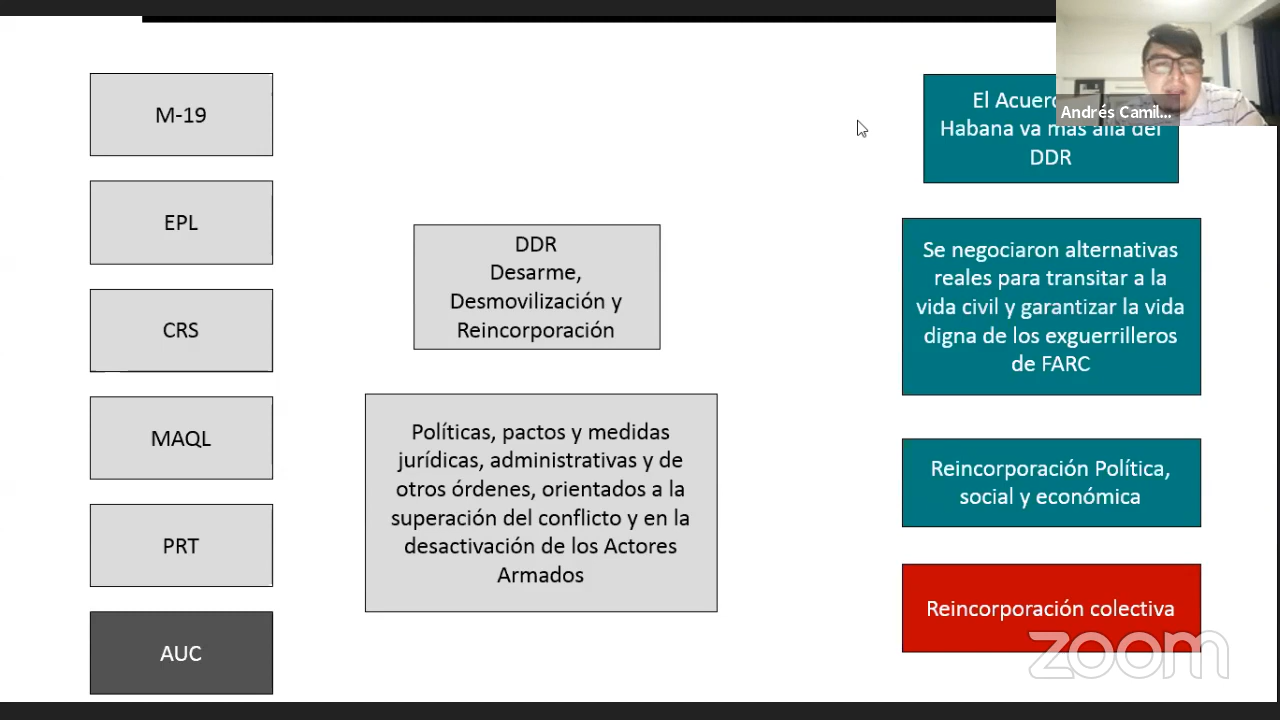 M-19
EPL
CRS
MAQL
PRT
AUC
DDR
Desarme,
Desmovilización y
Reincorporación
Políticas, pactos y medidas
jurídicas, administrativas y de
otros órdenes, orientados a la
superación del conflicto y en la
desactivación de los Actores
Armados
El
Habana va más allá del
DDR
Se negociaron alternativas
reales para transitar a la
vida civil y garantizar la vida
digna de los exguerrilleros
de FARC
Reincorporación Política,
social y económica
Reincorporación colectiva
Andrés Camil...
zoom